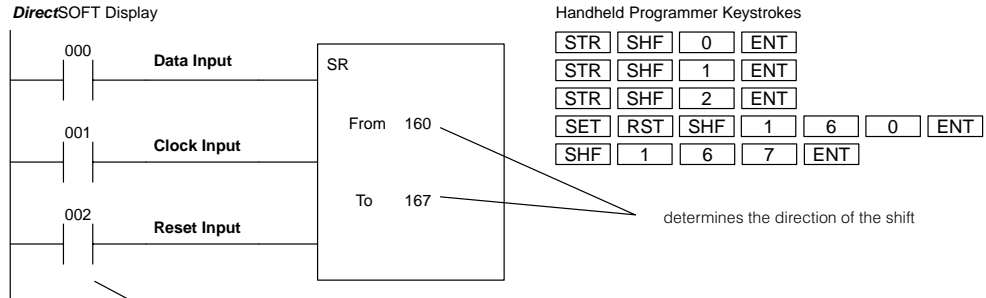 DirectSOFT Display
000
Data Input
001
Clock Input
002
Reset Input
SR
From 160
To 167
Handheld Programmer Keystrokes
STR SHF 0 ENT
STR SHF 1 ENT
STR SHF 2 ENT
SET RST SHF 1 6 0 ENT
SHF 1 6 7 ENT
determines the direction of the shift